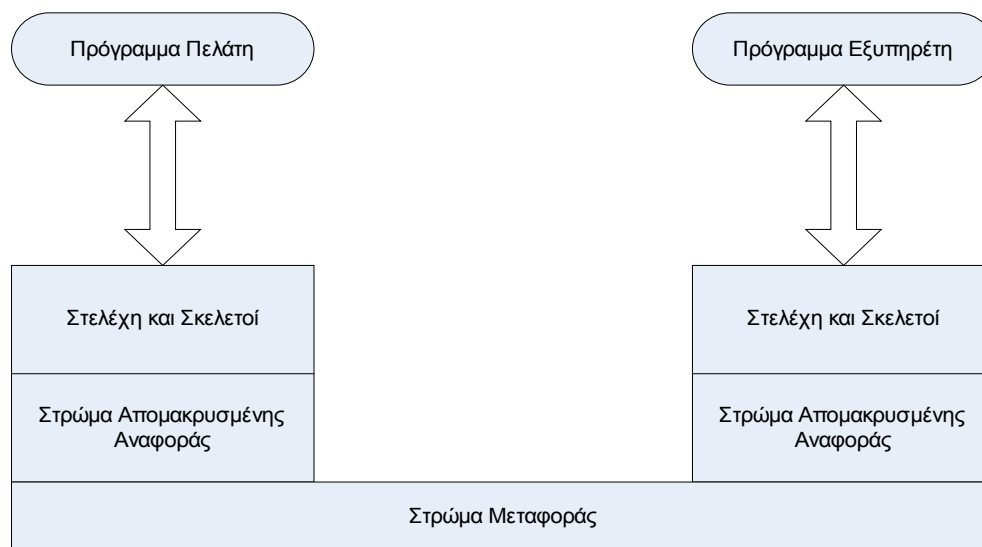 Πρόγραμμα Πελάτη
Πρόγραμμα Εξυπηρέτη
Στελέχη και Σκελετοί
Στελέχη και Σκελετοί
Στρώμα Απομακρυσμένης
Αναφοράς
Στρώμα Απομακρυσμένης
Αναφοράς
Στρώμα Μεταφοράς